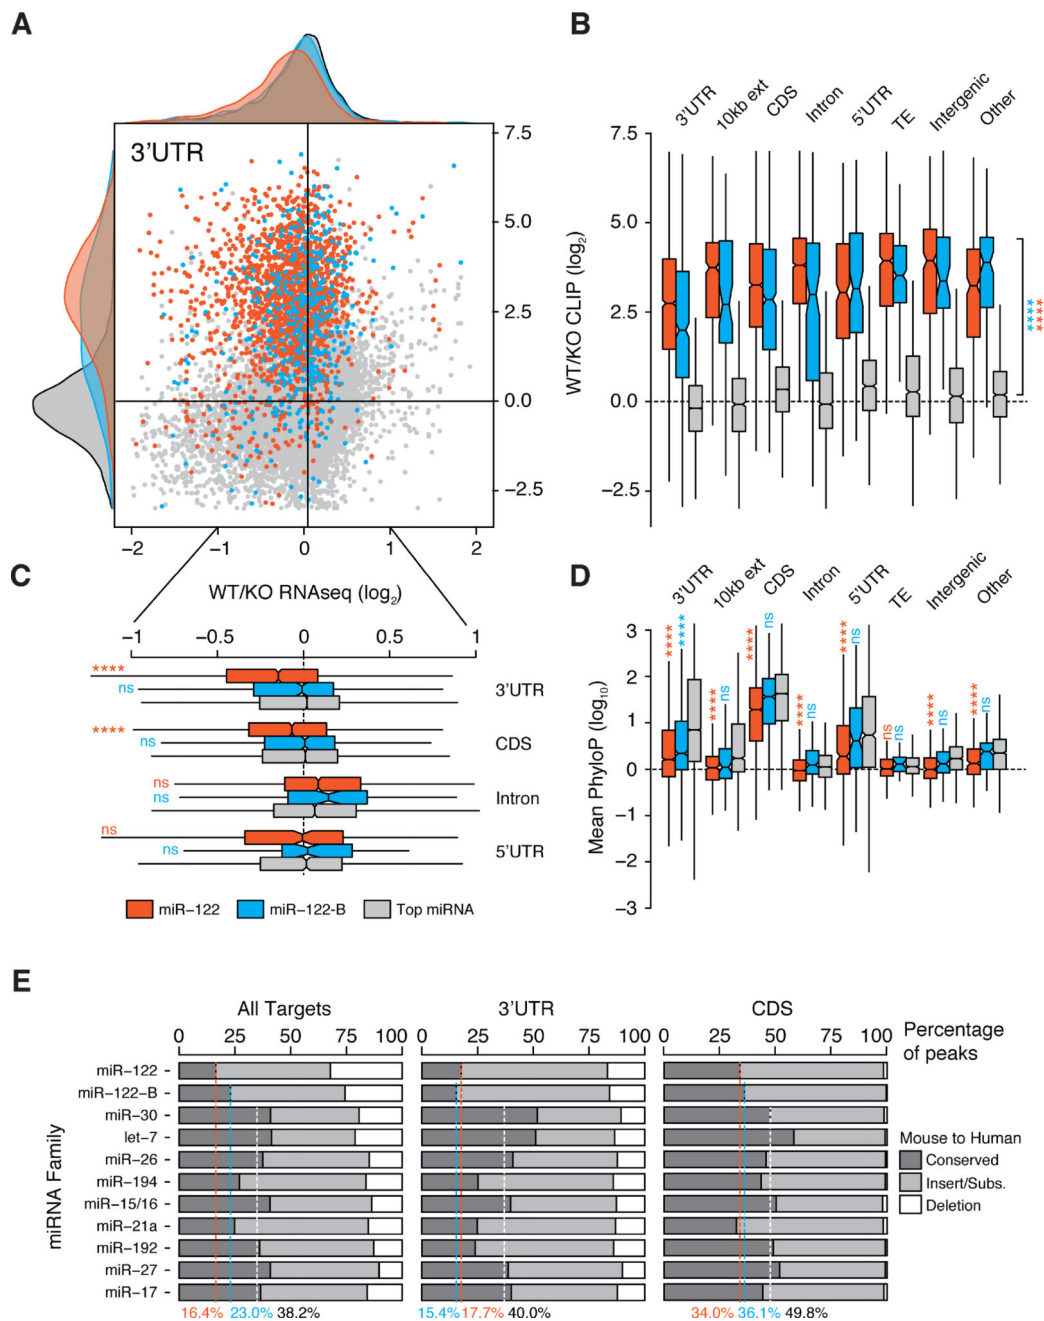 A
3'UTR
7.5
5.0
2.5
0.0
−2.5
−2 −1 0 1 2
WT/KO RNAseq (log2)
B
3'UTR 10kb ext CDS Intron 5'UTR TE Intergenic Other
WT/KO CLIP (log2)
7.5
5.0
2.5
0.0
−2.5
****
****
C
−1 −0.5 0 0.5 1
**** ns 3'UTR
**** ns CDS
ns ns Intron
ns ns 5'UTR
miR-122 miR-122-B Top miRNA
D
3'UTR 10kb ext CDS Intron 5'UTR TE Intergenic Other
Mean PhyloP (log10)
3
2
1
0
−1
−2
−3
**** **** **** ns **** ns **** ns **** ns ns ns **** ns **** ns
E
All Targets 3'UTR CDS
0 25 50 75 100 0 25 50 75 100 0 25 50 75 100
Percentage
of peaks
miRNA Family
miR−122
miR−122−B
miR−30
let−7
miR−26
miR−194
miR−15/16
miR−21a
miR−192
miR−27
miR−17
16.4% 23.0% 38.2% 15.4% 17.7% 40.0% 34.0% 36.1% 49.8%
Mouse to Human
Conserved
Insert/Subs.
Deletion